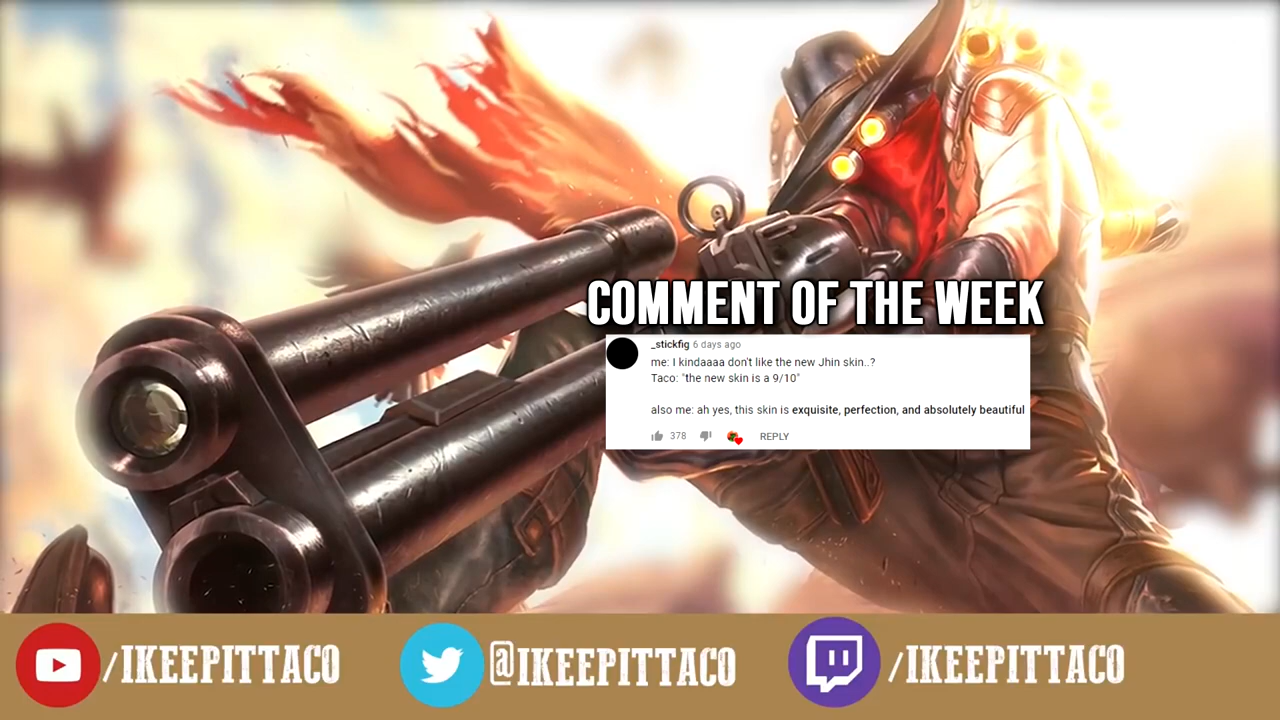 COMMENT OF THE WEEK
_stickfig 6 days ago
me: I kindaaaa don't like the new Jhin skin..?
Taco: "the new skin is a 9/10"
also me: ah yes, this skin is exquisite, perfection, and absolutely beautiful
378 REPLY
/IKEEPITTACO @IKEEPITTACO /IKEEPITTACO